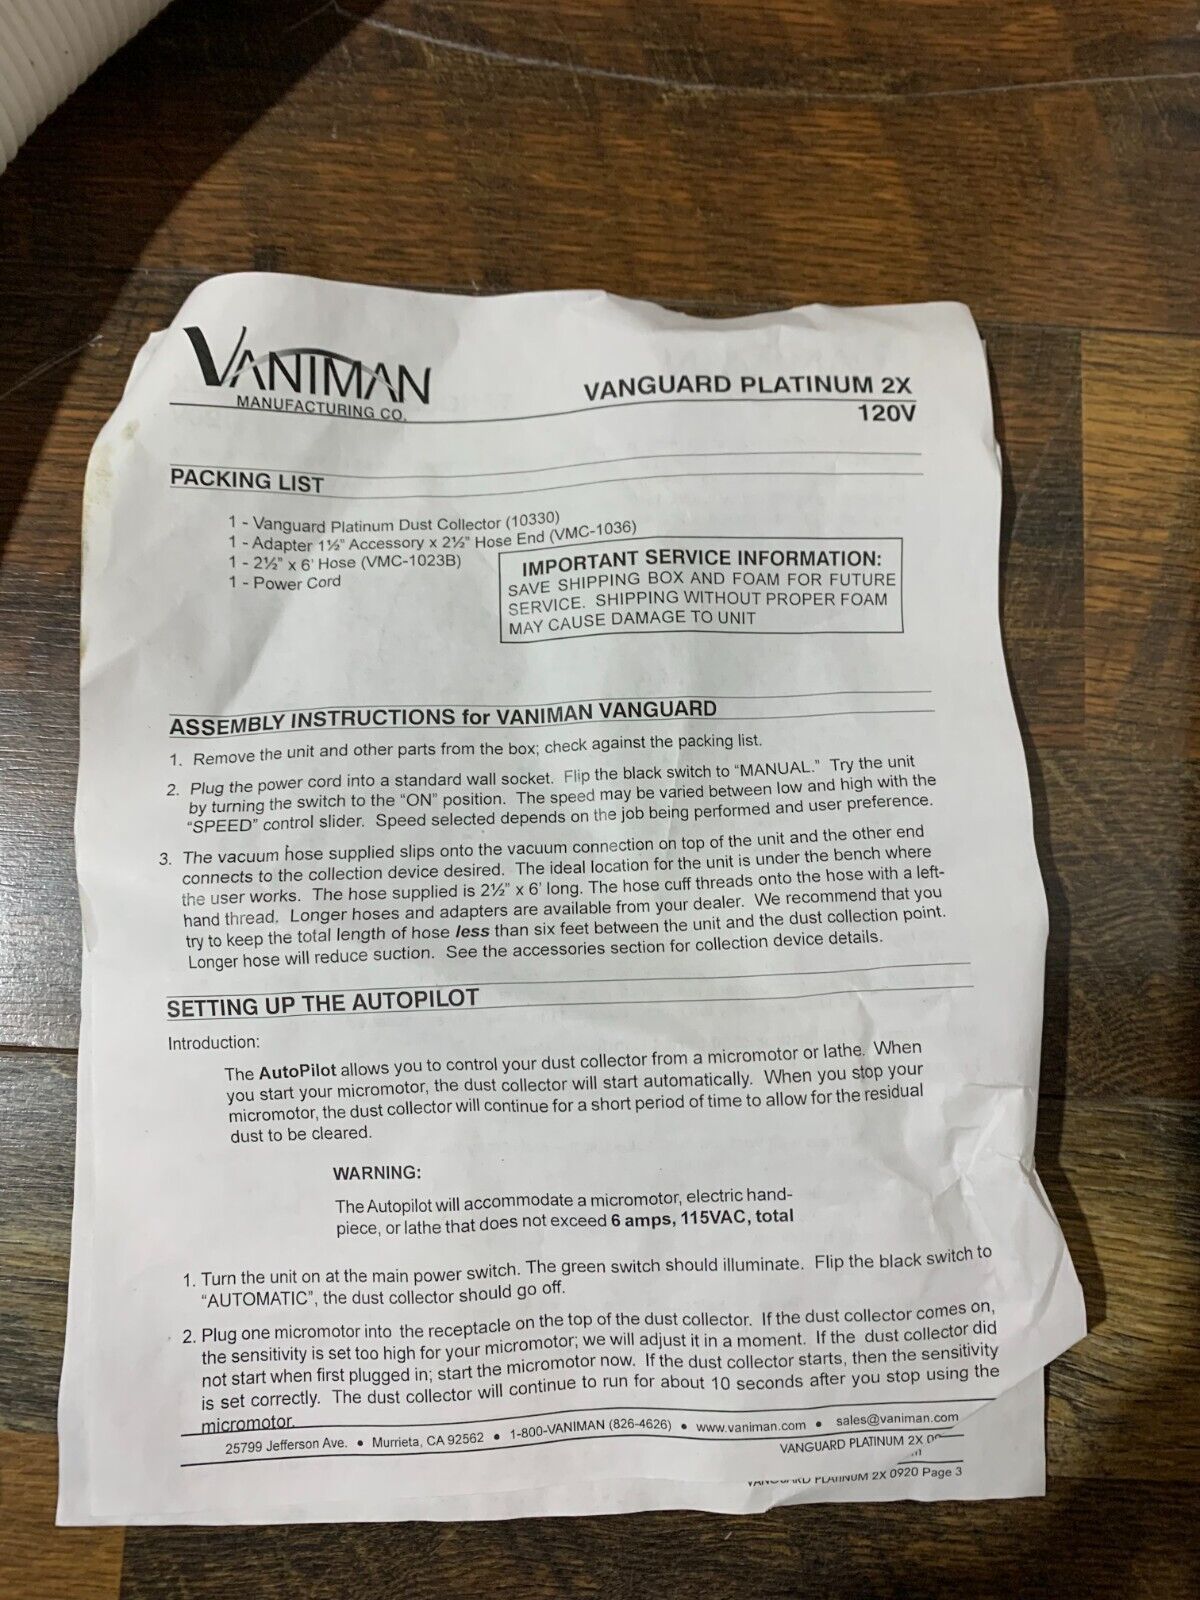 VANIMAN
MANUFACTURING CO.
VANGUARD PLATINUM 2X
120V
PACKING LIST
1 - Vanguard Platinum Dust Collector (10330)
1 - Adapter 1½" Accessory x 2½" Hose End (VMC-1036)
1 - 2½" x 6' Hose (VMC-1023B)
1 - Power Cord
IMPORTANT SERVICE INFORMATION:
SAVE SHIPPING BOX AND FOAM FOR FUTURE
SERVICE. SHIPPING WITHOUT PROPER FOAM
MAY CAUSE DAMAGE TO UNIT
ASSEMBLY INSTRUCTIONS for VANIMAN VANGUARD
1. Remove the unit and other parts from the box; check against the packing list.
2. Plug the power cord into a standard wall socket. Flip the black switch to “MANUAL.” Try the unit
by turning the switch to the “ON” position. The speed may be varied between low and high with the
“SPEED” control slider. Speed selected depends on the job being performed and user preference.
3. The vacuum hose supplied slips onto the vacuum connection on top of the unit and the other end
connects to the collection device desired. The ideal location for the unit is under the bench where
the user works. The hose supplied is 2½" x 6' long. The hose cuff threads onto the hose with a left-
hand thread. Longer hoses and adapters are available from your dealer. We recommend that you
try to keep the total length of hose less than six feet between the unit and the dust collection point.
Longer hose will reduce suction. See the accessories section for collection device details.
SETTING UP THE AUTOPILOT
Introduction:
The AutoPilot allows you to control your dust collector from a micromotor or lathe. When
you start your micromotor, the dust collector will start automatically. When you stop your
micromotor, the dust collector will continue for a short period of time to allow for the residual
dust to be cleared.
WARNING:
The Autopilot will accommodate a micromotor, electric hand-
piece, or lathe that does not exceed 6 amps, 115VAC, total
1. Turn the unit on at the main power switch. The green switch should illuminate. Flip the black switch to
“AUTOMATIC”, the dust collector should go off.
2. Plug one micromotor into the receptacle on the top of the dust collector. If the dust collector comes on,
the sensitivity is set too high for your micromotor; we will adjust it in a moment. If the dust collector did
not start when first plugged in; start the micromotor now. If the dust collector starts, then the sensitivity
is set correctly. The dust collector will continue to run for about 10 seconds after you stop using the
micromotor.
25799 Jefferson Ave. • Murrieta, CA 92562 • 1-800-VANIMAN (826-4626) • www.vaniman.com • sales@vaniman.com
VANGUARD PLATINUM 2X
VANGUARD PLATINUM 2X 0920 Page 3